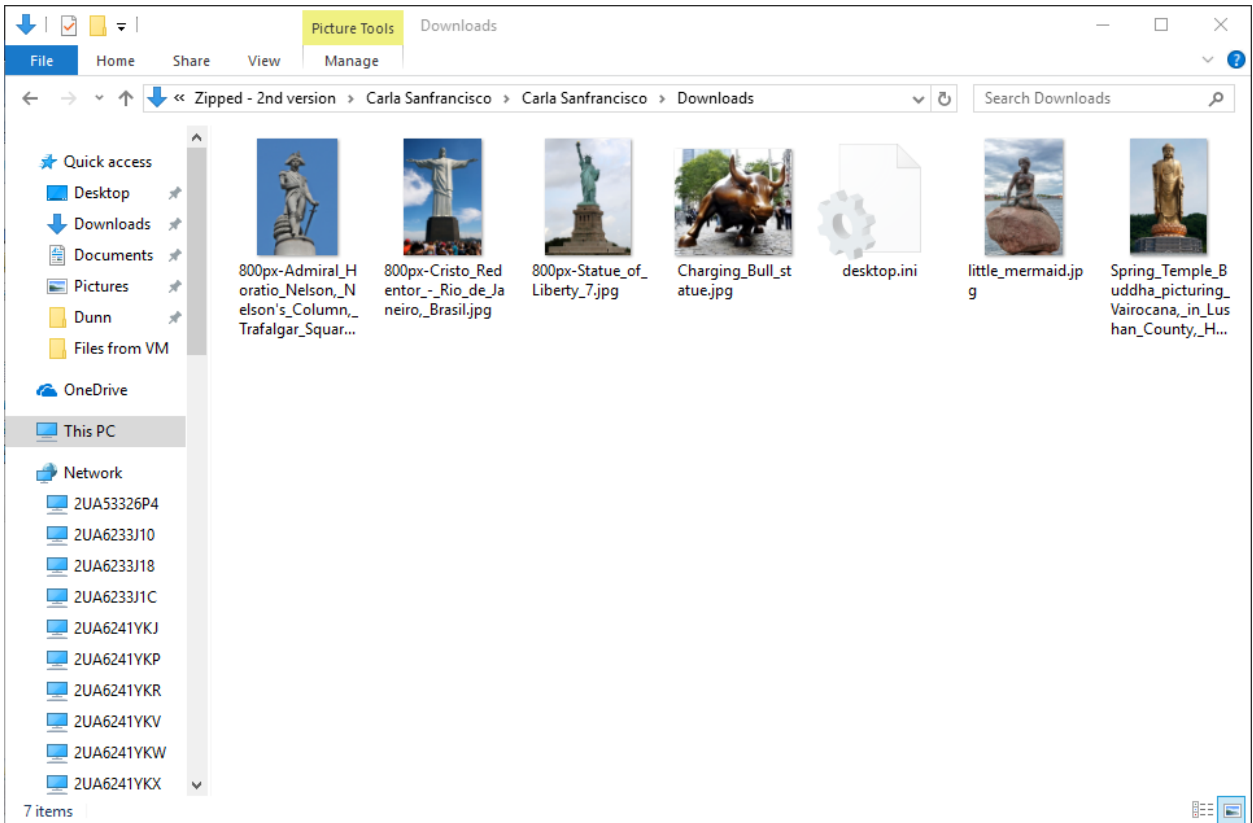 Picture Tools
Downloads
File
Home
Share
View
Manage
?
« Zipped - 2nd version › Carla Sanfrancisco › Carla Sanfrancisco › Downloads
Search Downloads
Quick access
Desktop
Downloads
Documents
Pictures
Dunn
Files from VM
OneDrive
This PC
Network
2UA53326P4
2UA6233J10
2UA6233J18
2UA6233J1C
2UA6241YKJ
2UA6241YKP
2UA6241YKR
2UA6241YKV
2UA6241YKW
2UA6241YKX
800px-Admiral_H
oratio_Nelson,_N
elson's_Column,_
Trafalgar_Squar...
800px-Cristo_Red
entor_-_Rio_de_Ja
neiro,_Brasil.jpg
800px-Statue_of_
Liberty_7.jpg
Charging_Bull_st
atue.jpg
desktop.ini
little_mermaid.jp
g
Spring_Temple_B
uddha_picturing_
Vairocana,_in_Lus
han_County,_H...
7 items